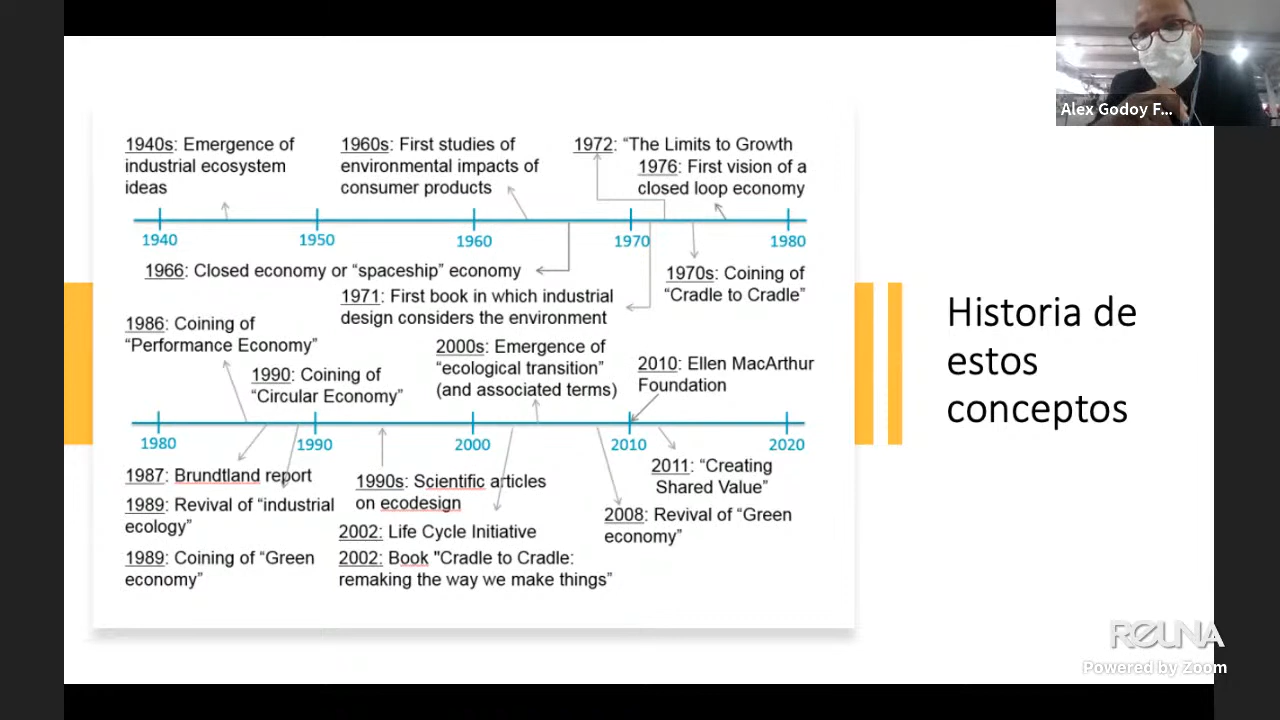 Alex Godoy F...
1940s: Emergence of
industrial ecosystem
ideas
1960s: First studies of
environmental impacts of
consumer products
1972: “The Limits to Growth
1976: First vision of a
closed loop economy
1940
1950
1960
1970
1980
1966: Closed economy or “spaceship” economy
1970s: Coining of
“Cradle to Cradle”
1971: First book in which industrial
design considers the environment
1986: Coining of
“Performance Economy”
1990: Coining of
“Circular Economy”
2000s: Emergence of
“ecological transition”
(and associated terms)
2010: Ellen MacArthur
Foundation
1980
1990
2000
2010
2020
1987: Brundtland report
1989: Revival of “industrial
ecology”
1989: Coining of “Green
economy”
1990s: Scientific articles
on ecodesign
2002: Life Cycle Initiative
2002: Book "Cradle to Cradle:
remaking the way we make things”
2011: “Creating
Shared Value”
2008: Revival of “Green
economy”
Historia de
estos
conceptos
REUNA
Powered by Zoom